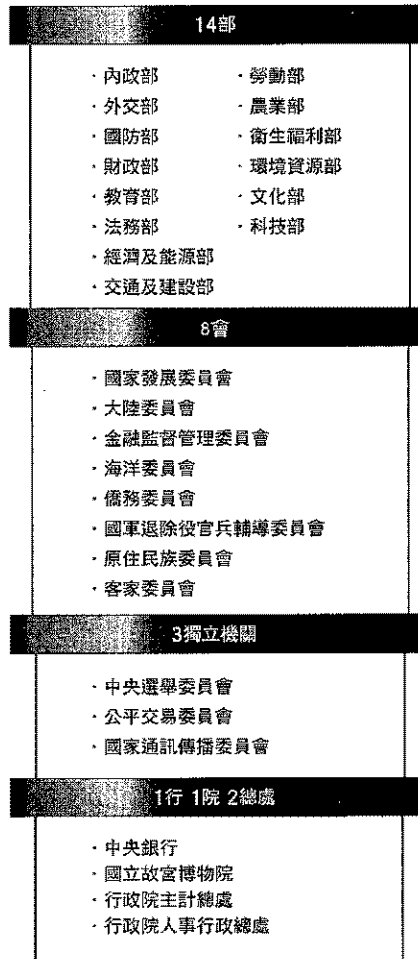 14部
· 內政部
· 外交部
· 國防部
· 財政部
· 教育部
· 法務部
· 經濟及能源部
· 交通及建設部
· 勞動部
· 農業部
· 衛生福利部
· 環境資源部
· 文化部
· 科技部
8會
· 國家發展委員會
· 大陸委員會
· 金融監督管理委員會
· 海洋委員會
· 僑務委員會
· 國軍退除役官兵輔導委員會
· 原住民族委員會
· 客家委員會
3獨立機關
· 中央選舉委員會
· 公平交易委員會
· 國家通訊傳播委員會
1行 1院 2總處
· 中央銀行
· 國立故宮博物院
· 行政院主計總處
· 行政院人事行政總處